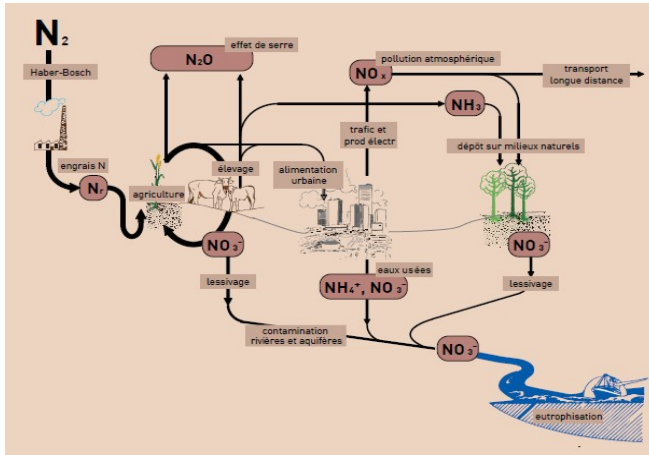 N₂
effet de serre
N₂O
pollution atmosphérique
NOₓ
transport
longue distance
Haber-Bosch
NH₃
trafic et
prod électr
dépôt sur milieux naturels
engrais N
Nᵣ
agriculture
élevage
alimentation
urbaine
NO₃⁻
NO₃⁻
lessivage
eaux usées
NH₄⁺, NO₃⁻
lessivage
contamination
rivières et aquifères
NO₃⁻
eutrophisation